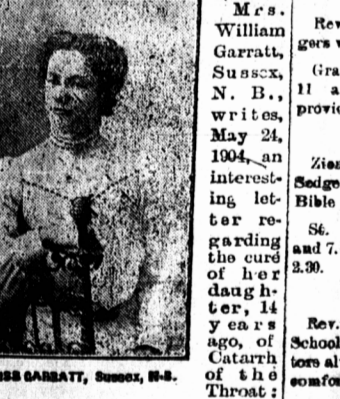 Mrs.
William
Garratt,
Sussex,
N. B.,
writes,
May 24,
1904, an
interest-
ing let-
ter re-
garding
the cure
of her
daugh-
ter, 14
years
ago, of
Catarrh
of the
Throat:
GARRATT, Sussex, N.B.
Rev
gers
Gra
11 a
provi
Zion
Sedge
Bible
St.
and 7.
2.30.
Rev.
School
tors al
comfo